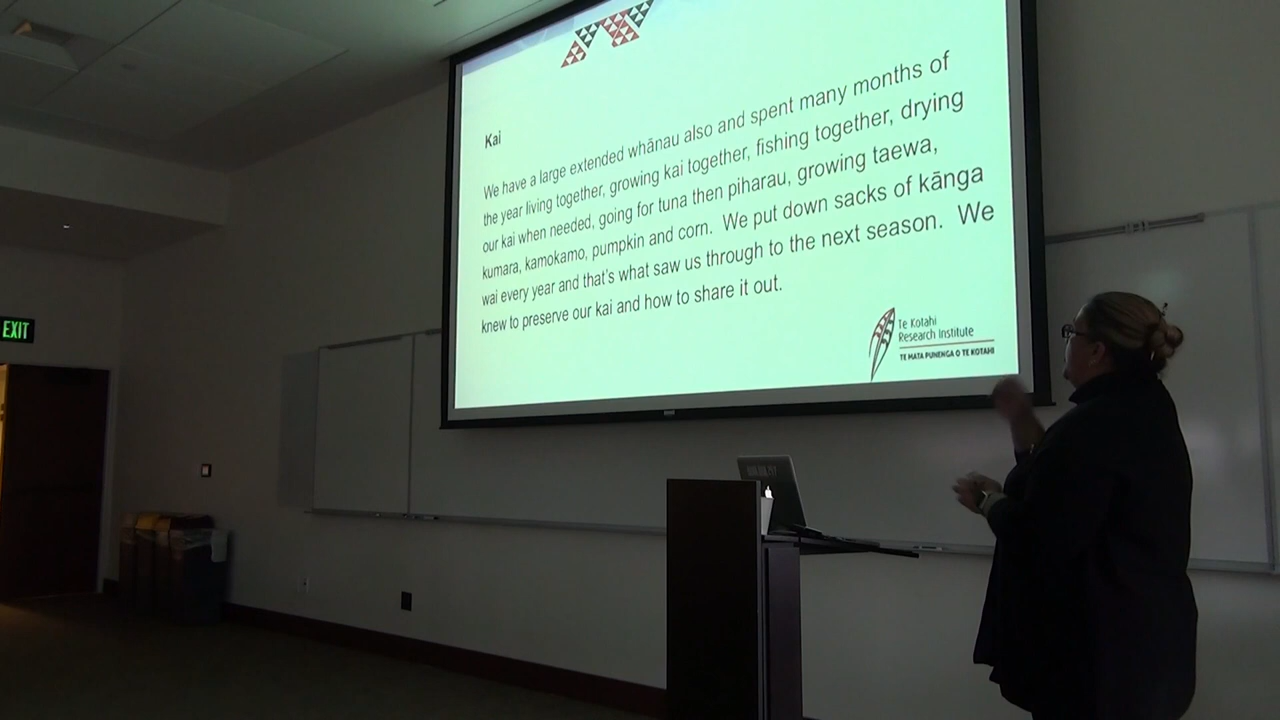 Kai
We have a large extended whānau also and spent many months of
the year living together, growing kai together, fishing together, drying
our kai when needed, going for tuna then piharau, growing taewa,
kumara, kamokamo, pumpkin and corn. We put down sacks of kānga
wai every year and that's what saw us through to the next season. We
knew to preserve our kai and how to share it out.
Te Kotahi
Research Institute
TE MATA PUNENGA O TE KOTAHI
EXIT